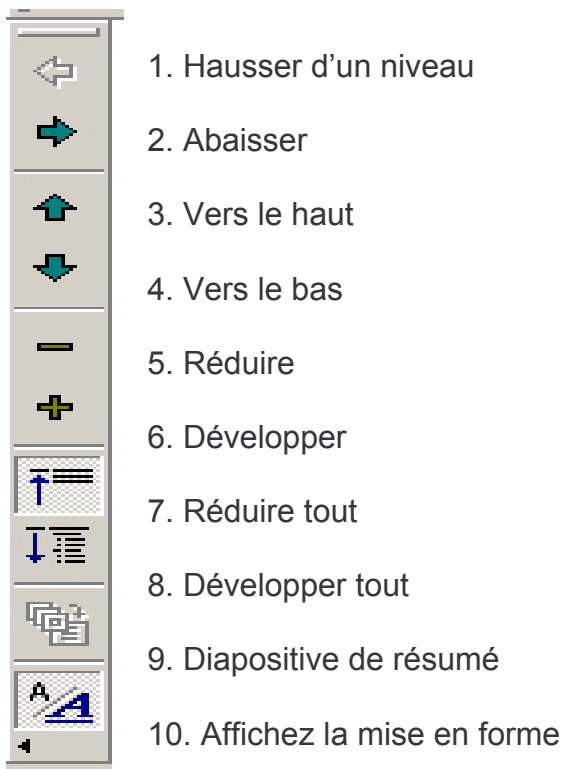 1. Hausser d’un niveau
2. Abaisser
3. Vers le haut
4. Vers le bas
5. Réduire
6. Développer
7. Réduire tout
8. Développer tout
9. Diapositive de résumé
A A
10. Affichez la mise en forme